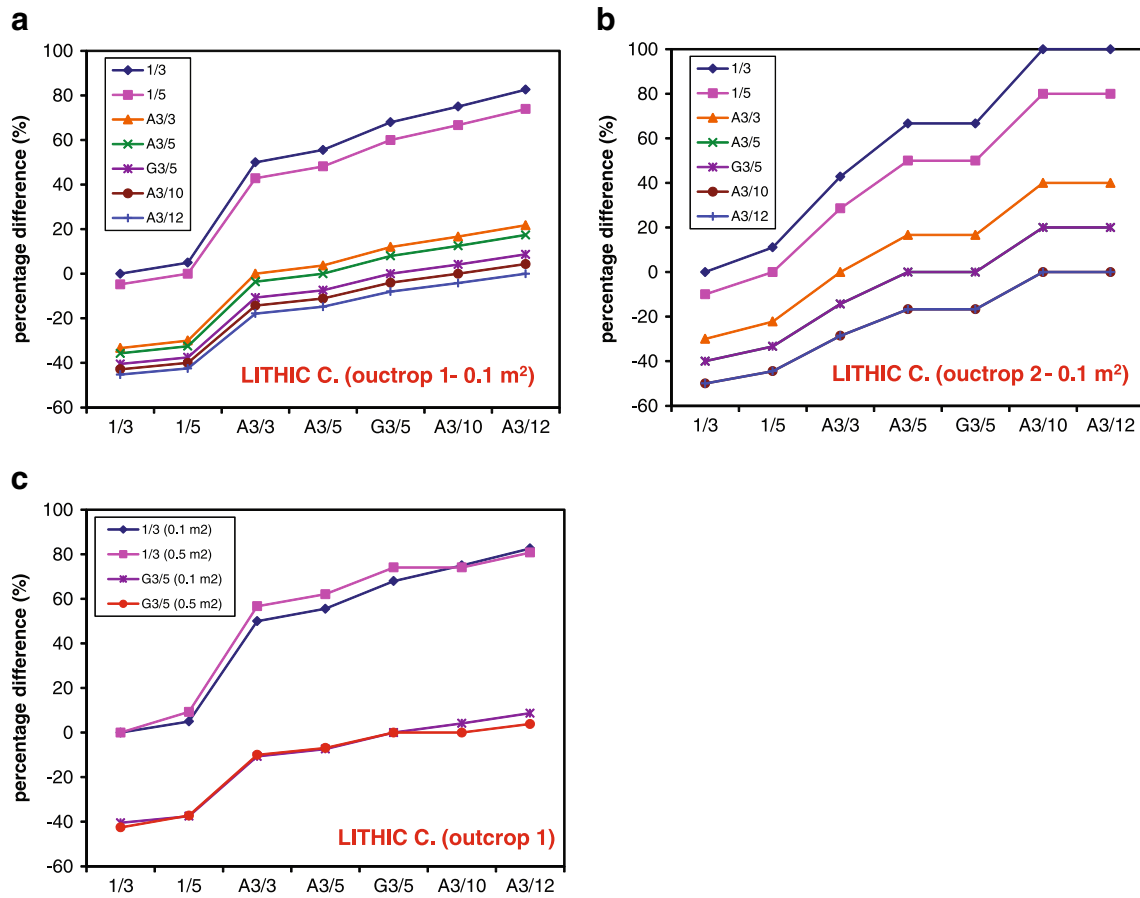 a
percentage difference (%)
100
80
60
40
20
0
-20
-40
-60
1/3
1/5
A3/3
A3/5
G3/5
A3/10
A3/12
LITHIC C. (ouctrop 1- 0.1 m²)
1/3 1/5 A3/3 A3/5 G3/5 A3/10 A3/12
b
percentage difference (%)
100
80
60
40
20
0
-20
-40
-60
1/3
1/5
A3/3
A3/5
G3/5
A3/10
A3/12
LITHIC C. (ouctrop 2- 0.1 m²)
1/3 1/5 A3/3 A3/5 G3/5 A3/10 A3/12
c
percentage difference (%)
100
80
60
40
20
0
-20
-40
-60
1/3 (0.1 m2)
1/3 (0.5 m2)
G3/5 (0.1 m2)
G3/5 (0.5 m2)
LITHIC C. (outcrop 1)
1/3 1/5 A3/3 A3/5 G3/5 A3/10 A3/12